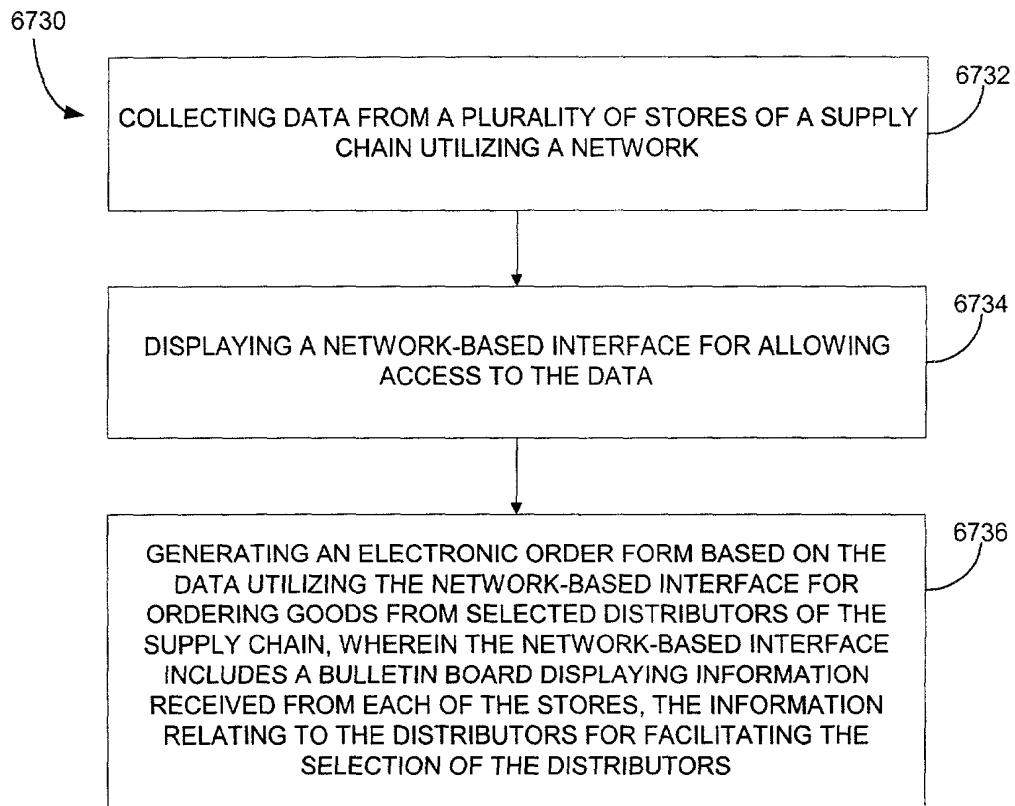 6730
6732
COLLECTING DATA FROM A PLURALITY OF STORES OF A SUPPLY
CHAIN UTILIZING A NETWORK
6734
DISPLAYING A NETWORK-BASED INTERFACE FOR ALLOWING
ACCESS TO THE DATA
6736
GENERATING AN ELECTRONIC ORDER FORM BASED ON THE
DATA UTILIZING THE NETWORK-BASED INTERFACE FOR
ORDERING GOODS FROM SELECTED DISTRIBUTORS OF THE
SUPPLY CHAIN, WHEREIN THE NETWORK-BASED INTERFACE
INCLUDES A BULLETIN BOARD DISPLAYING INFORMATION
RECEIVED FROM EACH OF THE STORES, THE INFORMATION
RELATING TO THE DISTRIBUTORS FOR FACILITATING THE
SELECTION OF THE DISTRIBUTORS